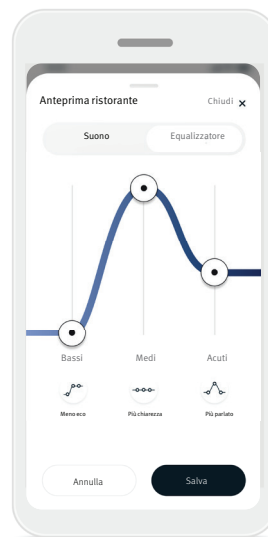 Anteprima ristorante Chiudi x
Suono Equalizzatore
Bassi Medi Acuti
Meno eco Più chiarezza Più parlato
Annulla Salva